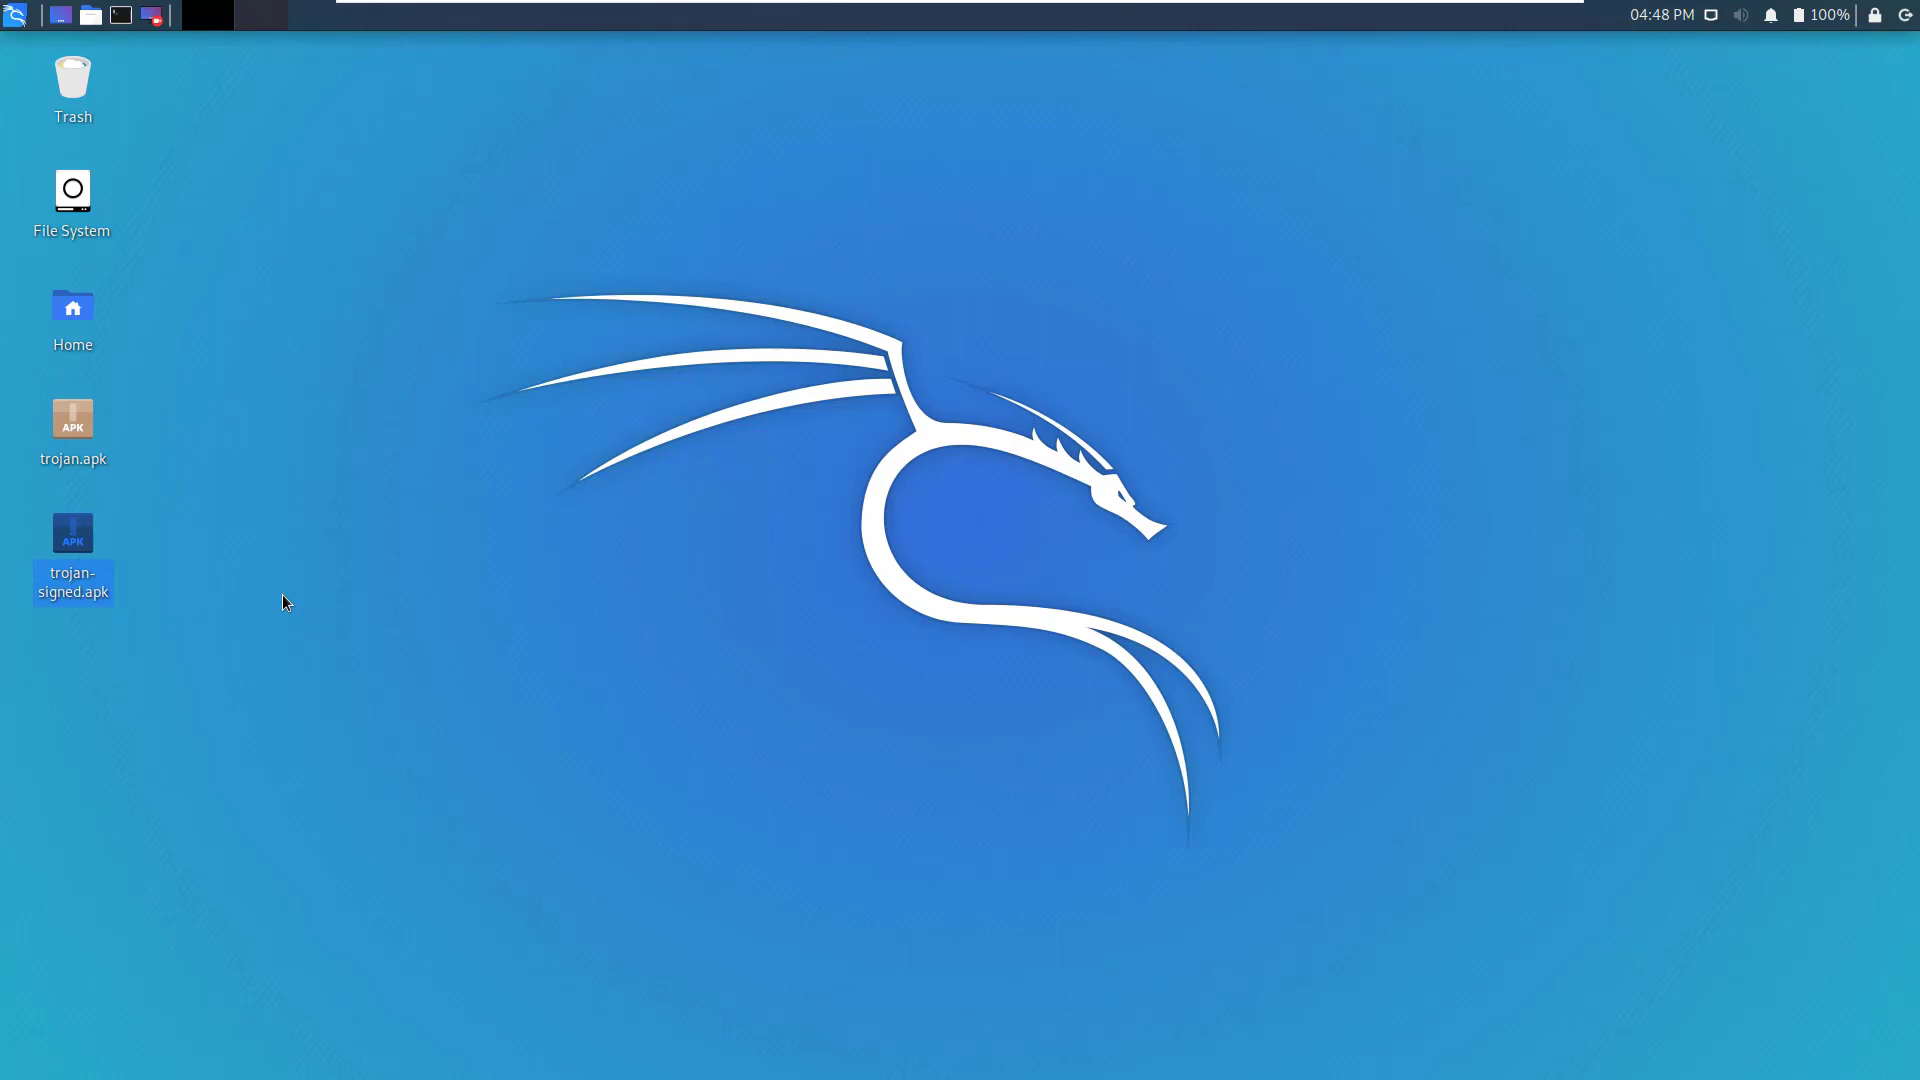 04:48 PM
100%
Trash
File System
Home
APK
trojan.apk
APK
trojan-
signed.apk